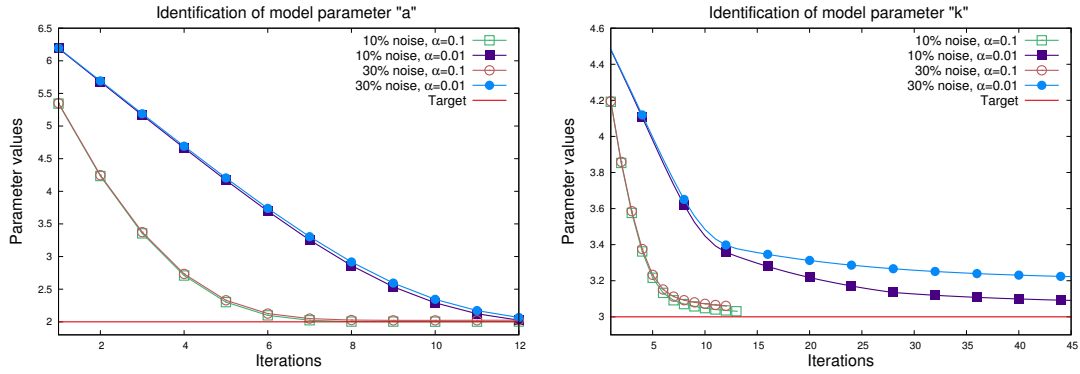 Identification of model parameter "a"
Parameter values
6.5
6
5.5
5
4.5
4
3.5
3
2.5
2
10% noise, α=0.1
10% noise, α=0.01
30% noise, α=0.1
30% noise, α=0.01
Target
2
4
6
8
10
12
Iterations
Identification of model parameter "k"
Parameter values
4.6
4.4
4.2
4
3.8
3.6
3.4
3.2
3
10% noise, α=0.1
10% noise, α=0.01
30% noise, α=0.1
30% noise, α=0.01
Target
5
10
15
20
25
30
35
40
45
Iterations